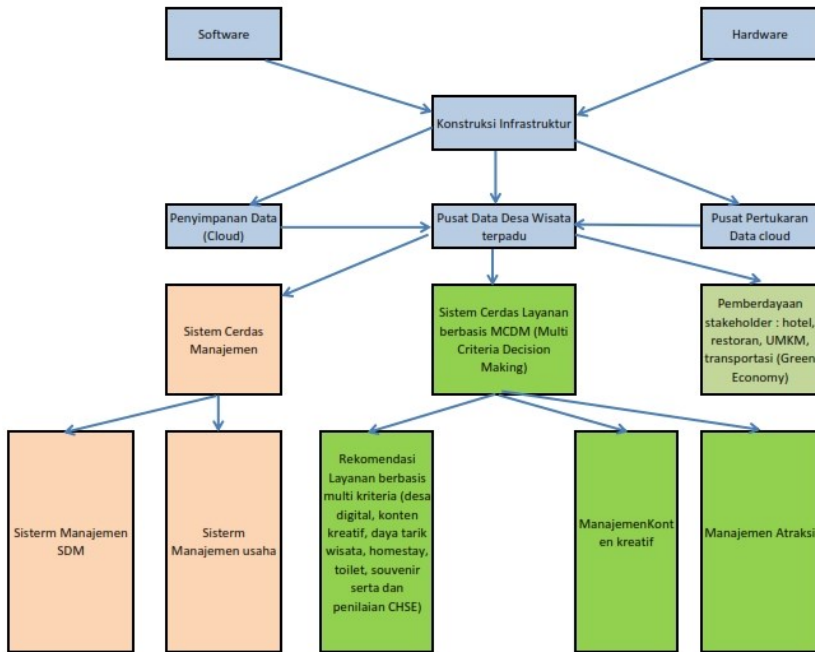 Software
Hardware
Konstruksi Infrastruktur
Penyimpanan Data
(Cloud)
Pusat Data Desa Wisata
terpadu
Pusat Pertukaran
Data cloud
Sistem Cerdas
Manajemen
Sistem Cerdas Layanan
berbasis MCDM (Multi
Criteria Decision
Making)
Pemberdayaan
stakeholder : hotel,
restoran, UMKM,
transportasi (Green
Economy)
Sisterm Manajemen
SDM
Sisterm
Manajemen usaha
Rekomendasi
Layanan berbasis
multi kriteria (desa
digital, konten
kreatif, daya tarik
wisata, homestay,
toilet, souvenir
serta dan
penilaian CHSE)
ManajemenKont
en kreatif
Manajemen Atraksi